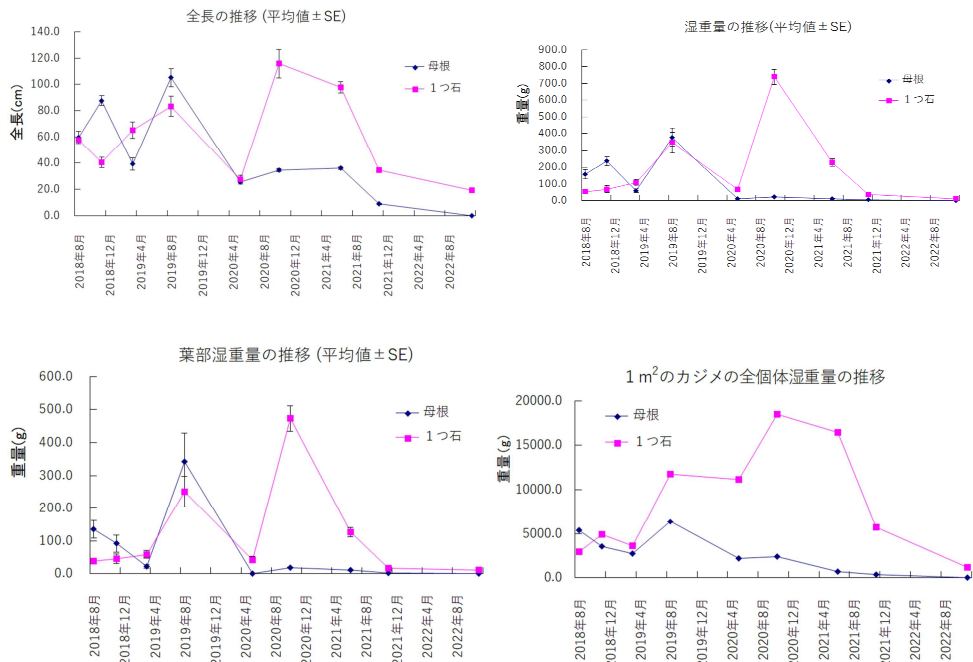 全長の推移 (平均値±SE)
140.0
120.0
100.0
80.0
60.0
40.0
20.0
0.0
全長(cm)
母根
１つ石
2018年8月
2018年12月
2019年4月
2019年8月
2019年12月
2020年4月
2020年8月
2020年12月
2021年4月
2021年8月
2021年12月
2022年4月
2022年8月
湿重量の推移(平均値±SE)
900.0
800.0
700.0
600.0
500.0
400.0
300.0
200.0
100.0
0.0
重量(g)
母根
１つ石
2018年8月
2018年12月
2019年4月
2019年8月
2019年12月
2020年4月
2020年8月
2020年12月
2021年4月
2021年8月
2021年12月
2022年4月
2022年8月
葉部湿重量の推移 (平均値±SE)
600.0
500.0
400.0
300.0
200.0
100.0
0.0
重量(g)
母根
１つ石
2018年8月
2018年12月
2019年4月
2019年8月
2019年12月
2020年4月
2020年8月
2020年12月
2021年4月
2021年8月
2021年12月
2022年4月
2022年8月
１m²のカジメの全個体湿重量の推移
20000.0
15000.0
10000.0
5000.0
0.0
重量(g)
母根
１つ石
2018年8月
2018年12月
2019年4月
2019年8月
2019年12月
2020年4月
2020年8月
2020年12月
2021年4月
2021年8月
2021年12月
2022年4月
2022年8月